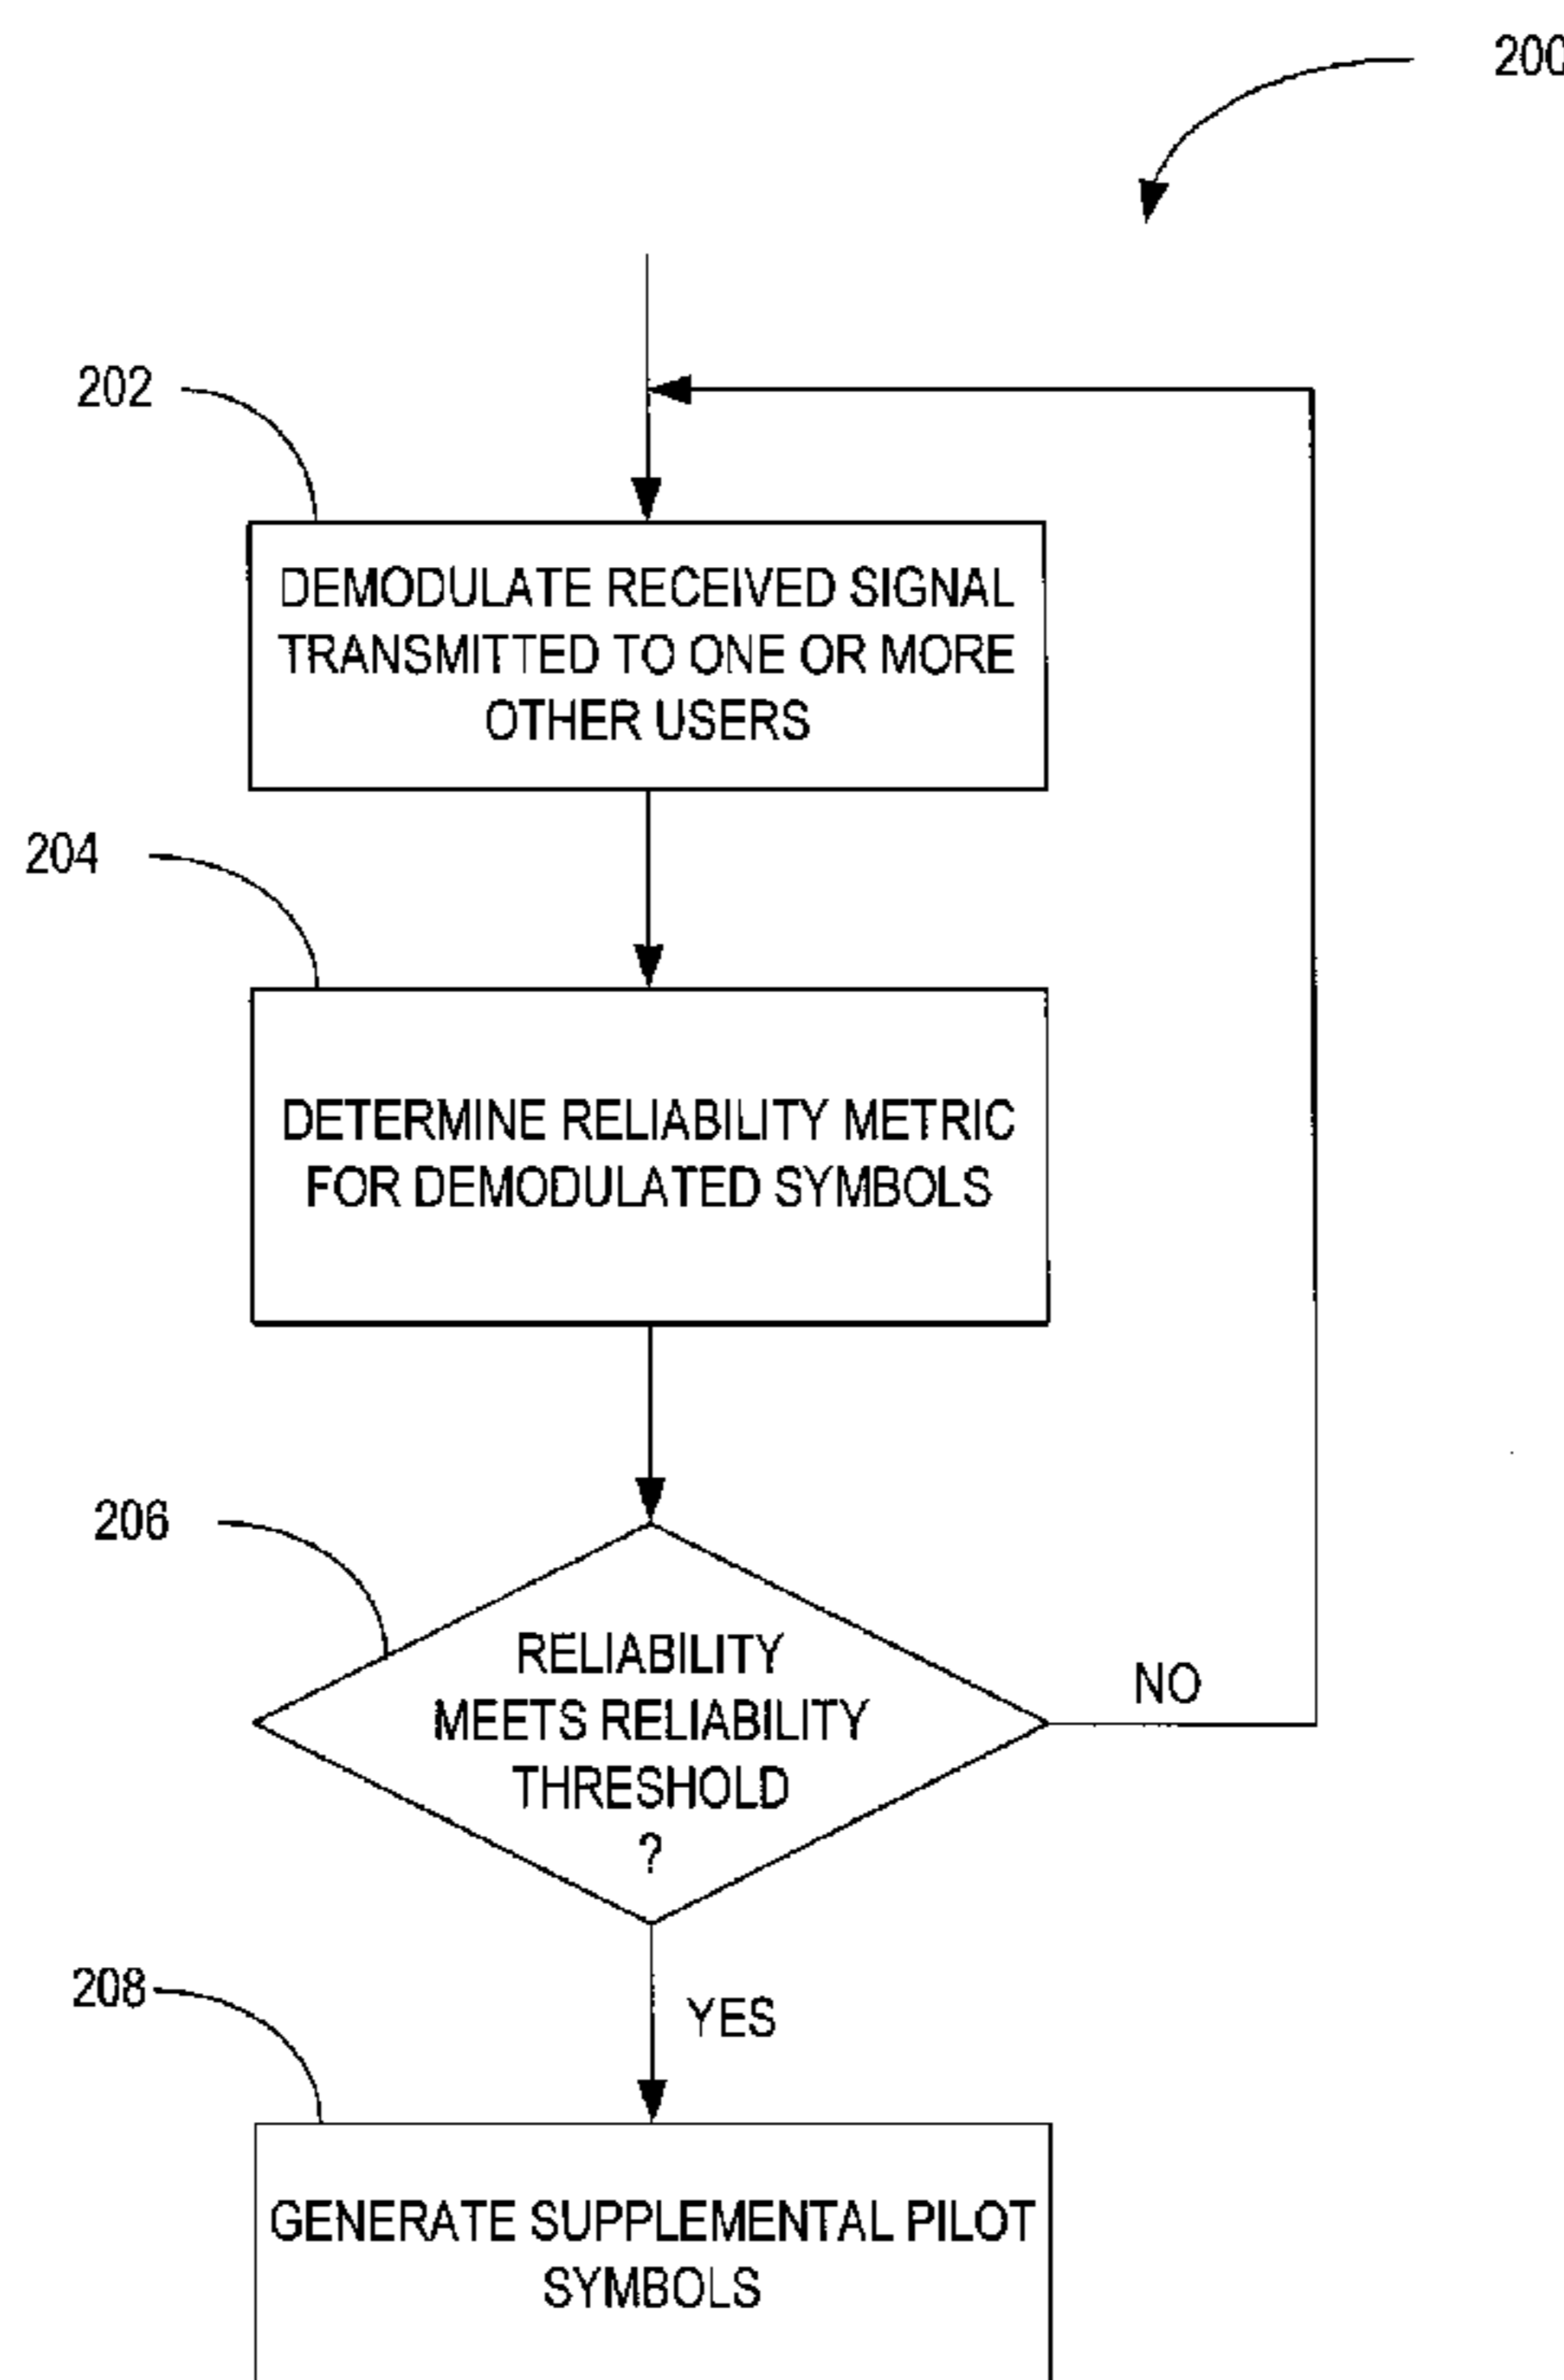 200
202
DEMODULATE RECEIVED SIGNAL
TRANSMITTED TO ONE OR MORE
OTHER USERS
204
DETERMINE RELIABILITY METRIC
FOR DEMODULATED SYMBOLS
206
RELIABILITY
MEETS RELIABILITY
THRESHOLD
?
NO
YES
208
GENERATE SUPPLEMENTAL PILOT
SYMBOLS